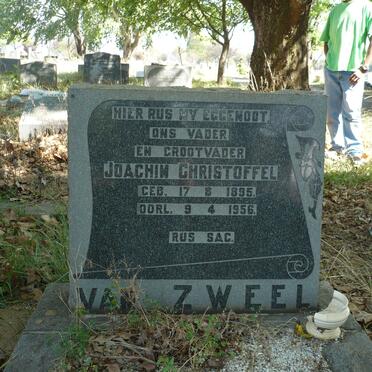 HIER RUS MY EGGENOOT
ONS VADER
EN GROOTVADER
JOACHIM CHRISTOFFEL
GEB. 17 8 1895.
OORL. 9 4 1956.
RUS SAG.
VAN ZWEEL